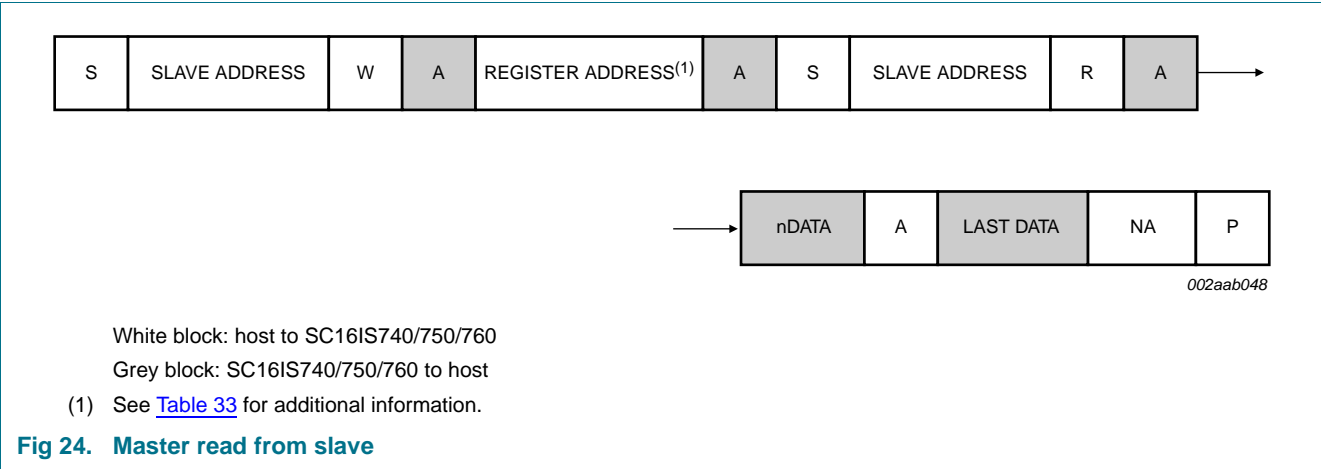 S SLAVE ADDRESS W A REGISTER ADDRESS(1) A S SLAVE ADDRESS R A
nDATA A LAST DATA NA P
002aab048
White block: host to SC16IS740/750/760
Grey block: SC16IS740/750/760 to host
(1) See Table 33 for additional information.
Fig 24. Master read from slave